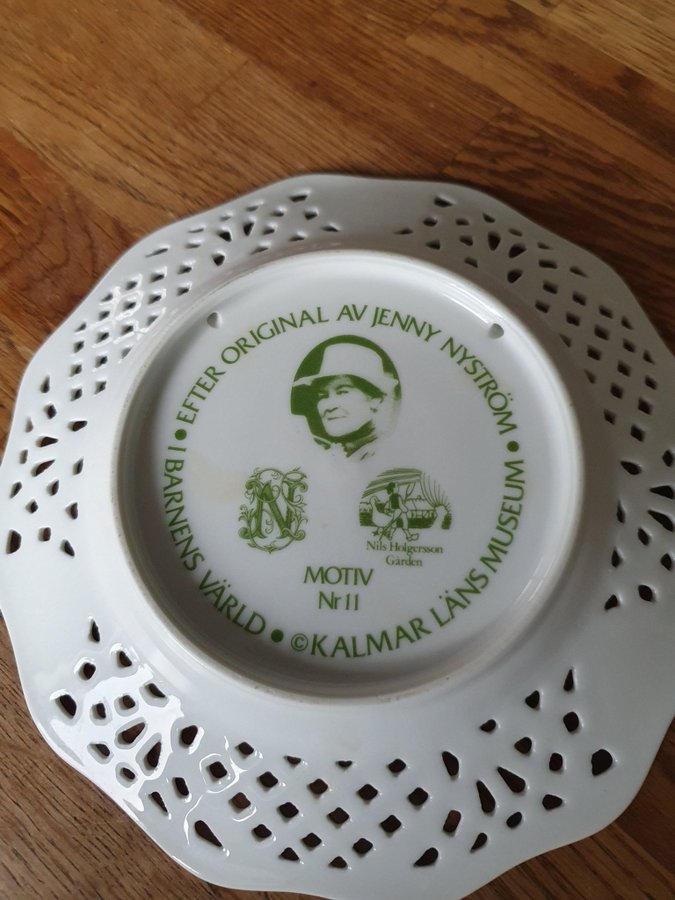 • EFTER ORIGINAL AV JENNY NYSTRÖM •
I BARNENS VÄRLD • © KALMAR LÄNS MUSEUM
Nils Holgersson
Gården
MOTIV
Nr 11